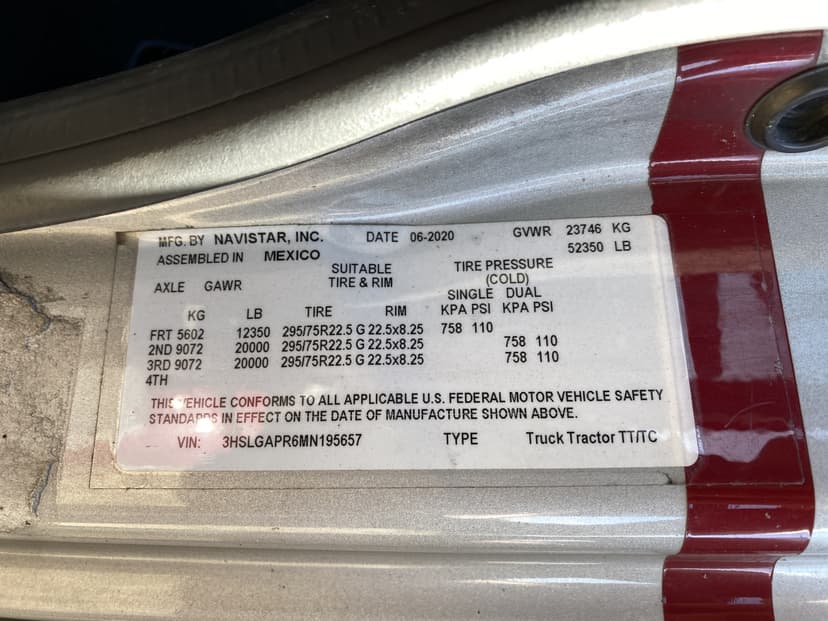 MFG. BY NAVISTAR, INC. DATE 06-2020 GVWR 23746 KG
ASSEMBLED IN MEXICO 52350 LB
SUITABLE TIRE PRESSURE
AXLE GAWR TIRE & RIM (COLD)
SINGLE DUAL
KG LB TIRE RIM KPA PSI KPA PSI
FRT 5602 12350 295/75R22.5 G 22.5x8.25 758 110
2ND 9072 20000 295/75R22.5 G 22.5x8.25 758 110
3RD 9072 20000 295/75R22.5 G 22.5x8.25 758 110
4TH
THIS VEHICLE CONFORMS TO ALL APPLICABLE U.S. FEDERAL MOTOR VEHICLE SAFETY
STANDARDS IN EFFECT ON THE DATE OF MANUFACTURE SHOWN ABOVE.
VIN: 3HSLGAPR6MN195657 TYPE Truck Tractor TT/TC